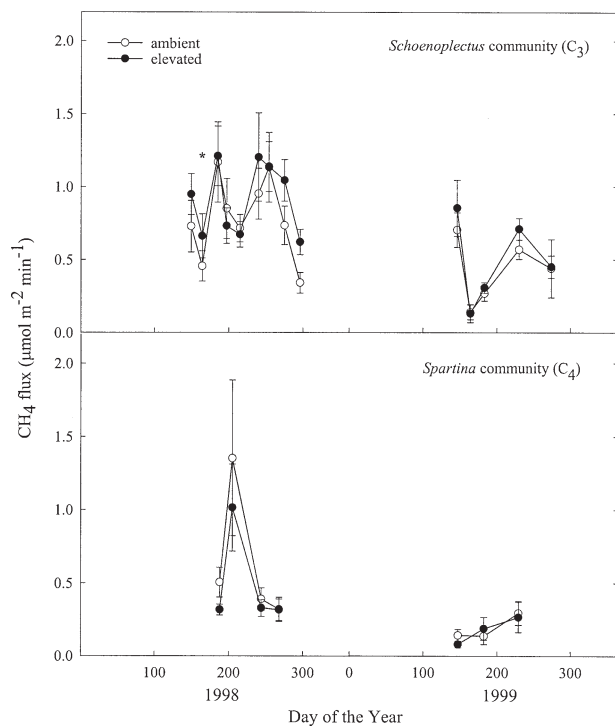 2.0
ambient
elevated
Schoenoplectus community (C3)
1.5
*
1.0
0.5
0.0
2.0
Spartina community (C4)
1.5
1.0
0.5
0.0
CH4 flux (μmol m−2 min−1)
100 200 300 0 100 200 300
1998 1999
Day of the Year